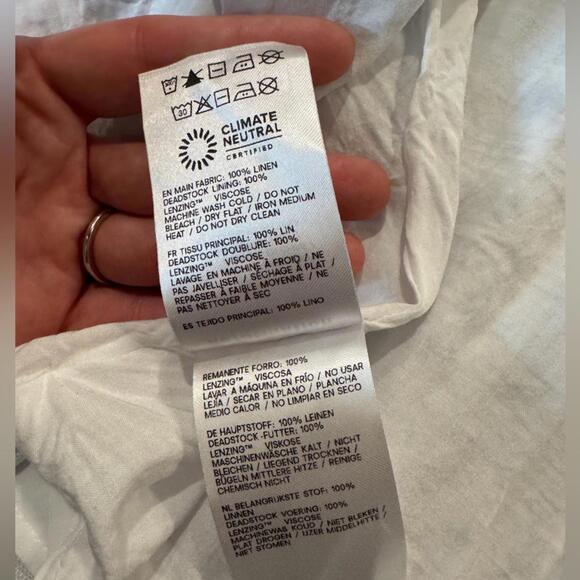 30
CLIMATE
NEUTRAL
CERTIFIED
EN MAIN FABRIC: 100% LINEN
DEADSTOCK LINING: 100%
LENZING™ VISCOSE
MACHINE WASH COLD / DO NOT
BLEACH / DRY FLAT / IRON MEDIUM
HEAT / DO NOT DRY CLEAN
FR TISSU PRINCIPAL: 100% LIN
DEADSTOCK DOUBLURE: 100%
LENZING™ VISCOSE
LAVAGE EN MACHINE À FROID / NE
PAS JAVELLISER / SÉCHAGE À PLAT /
REPASSER À FAIBLE MOYENNE / NE
PAS NETTOYER À SEC
ES TEJIDO PRINCIPAL: 100% LINO
REMANENTE FORRO: 100%
LENZING™ VISCOSA
LAVAR A MÁQUINA EN FRÍO / NO USAR
LEJÍA / SECAR EN PLANO / PLANCHA
MEDIO CALOR / NO LIMPIAR EN SECO
DE HAUPTSTOFF: 100% LEINEN
DEADSTOCK-FUTTER: 100%
LENZING™ VISKOSE
MASCHINENWÄSCHE KALT / NICHT
BLEICHEN / LIEGEND TROCKNEN /
BÜGELN MITTLERE HITZE / REINIGE
CHEMISCH NICHT
NL BELANGRIJKSTE STOF: 100%
LINNEN
DEADSTOCK VOERING: 100%
LENZING™ VISCOSE
MACHINEWAS KOUD / NIET BLEKEN /
PLAT DROGEN / IJZER MIDDELHITTE /
NIET STOMEN